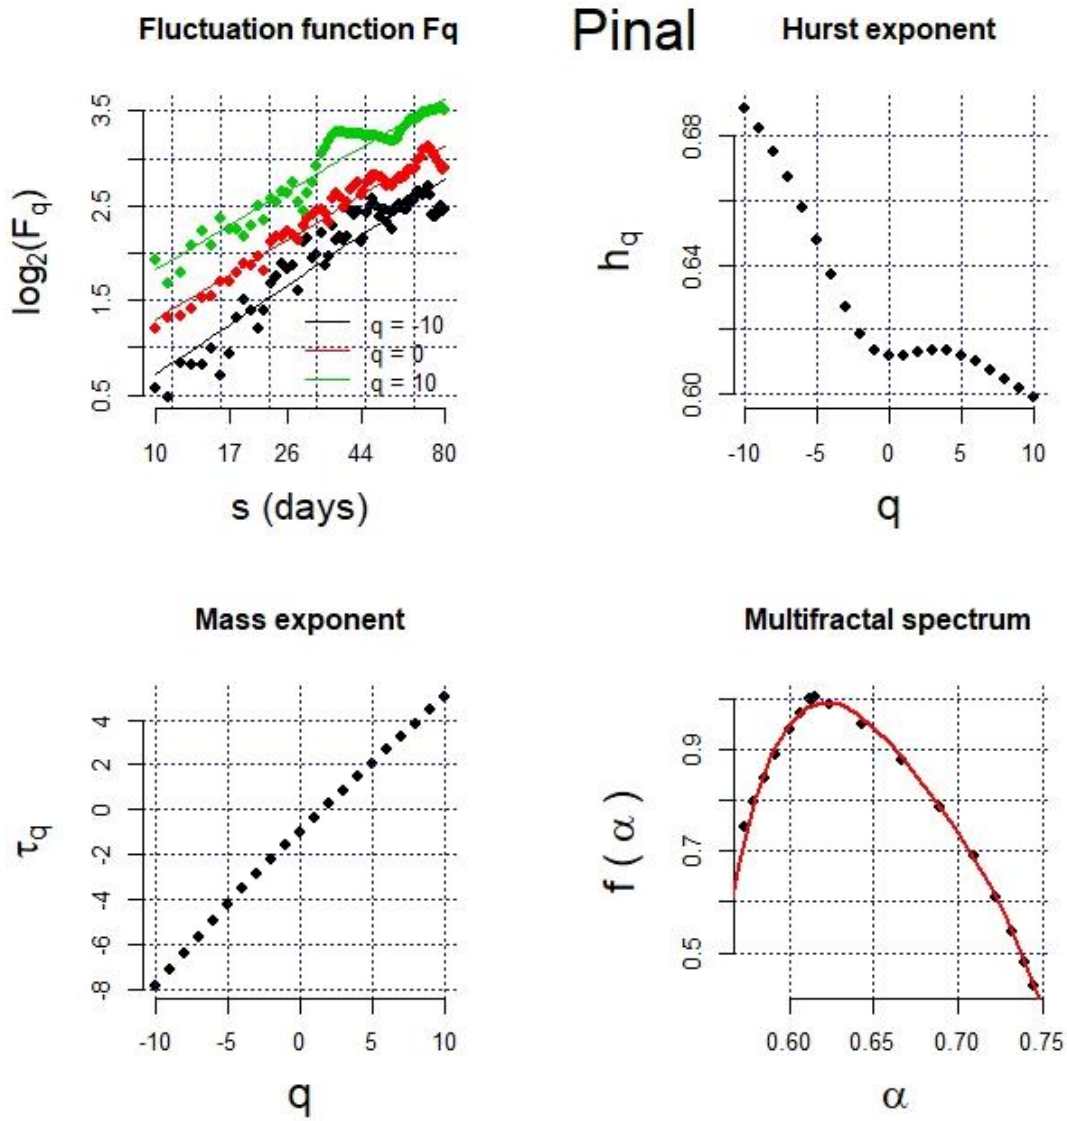 Pinal
Fluctuation function Fq
3.5
2.5
1.5
0.5
log₂(F_q)
q = -10
q = 0
q = 10
10 17 26 44 80
s (days)
Hurst exponent
0.68
0.64
0.60
h_q
-10 -5 0 5 10
q
Mass exponent
4
2
0
-2
-4
-6
-8
τ_q
-10 -5 0 5 10
q
Multifractal spectrum
0.9
0.7
0.5
f ( α )
0.60 0.65 0.70 0.75
α